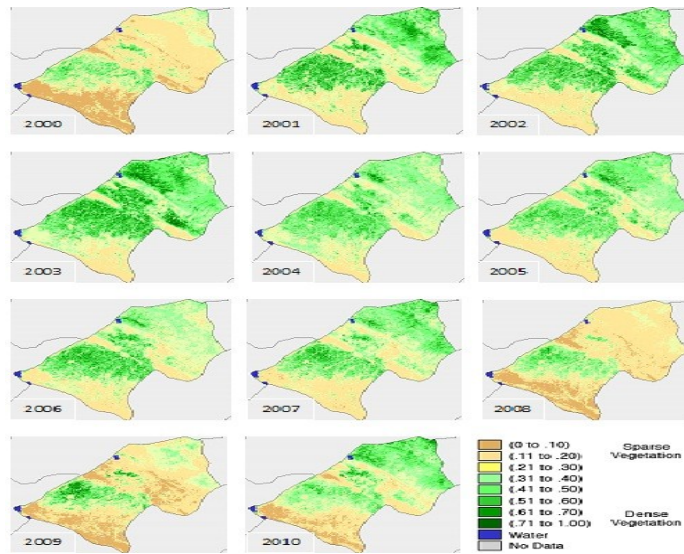 2000
2001
2002
2003
2004
2005
2006
2007
2008
2009
2010
(0 to .10)
(.11 to .20)
(.21 to .30)
(.31 to .40)
(.41 to .50)
(.51 to .60)
(.61 to .70)
(.71 to 1.00)
Water
No Data
Sparse
Vegetation
Dense
Vegetation